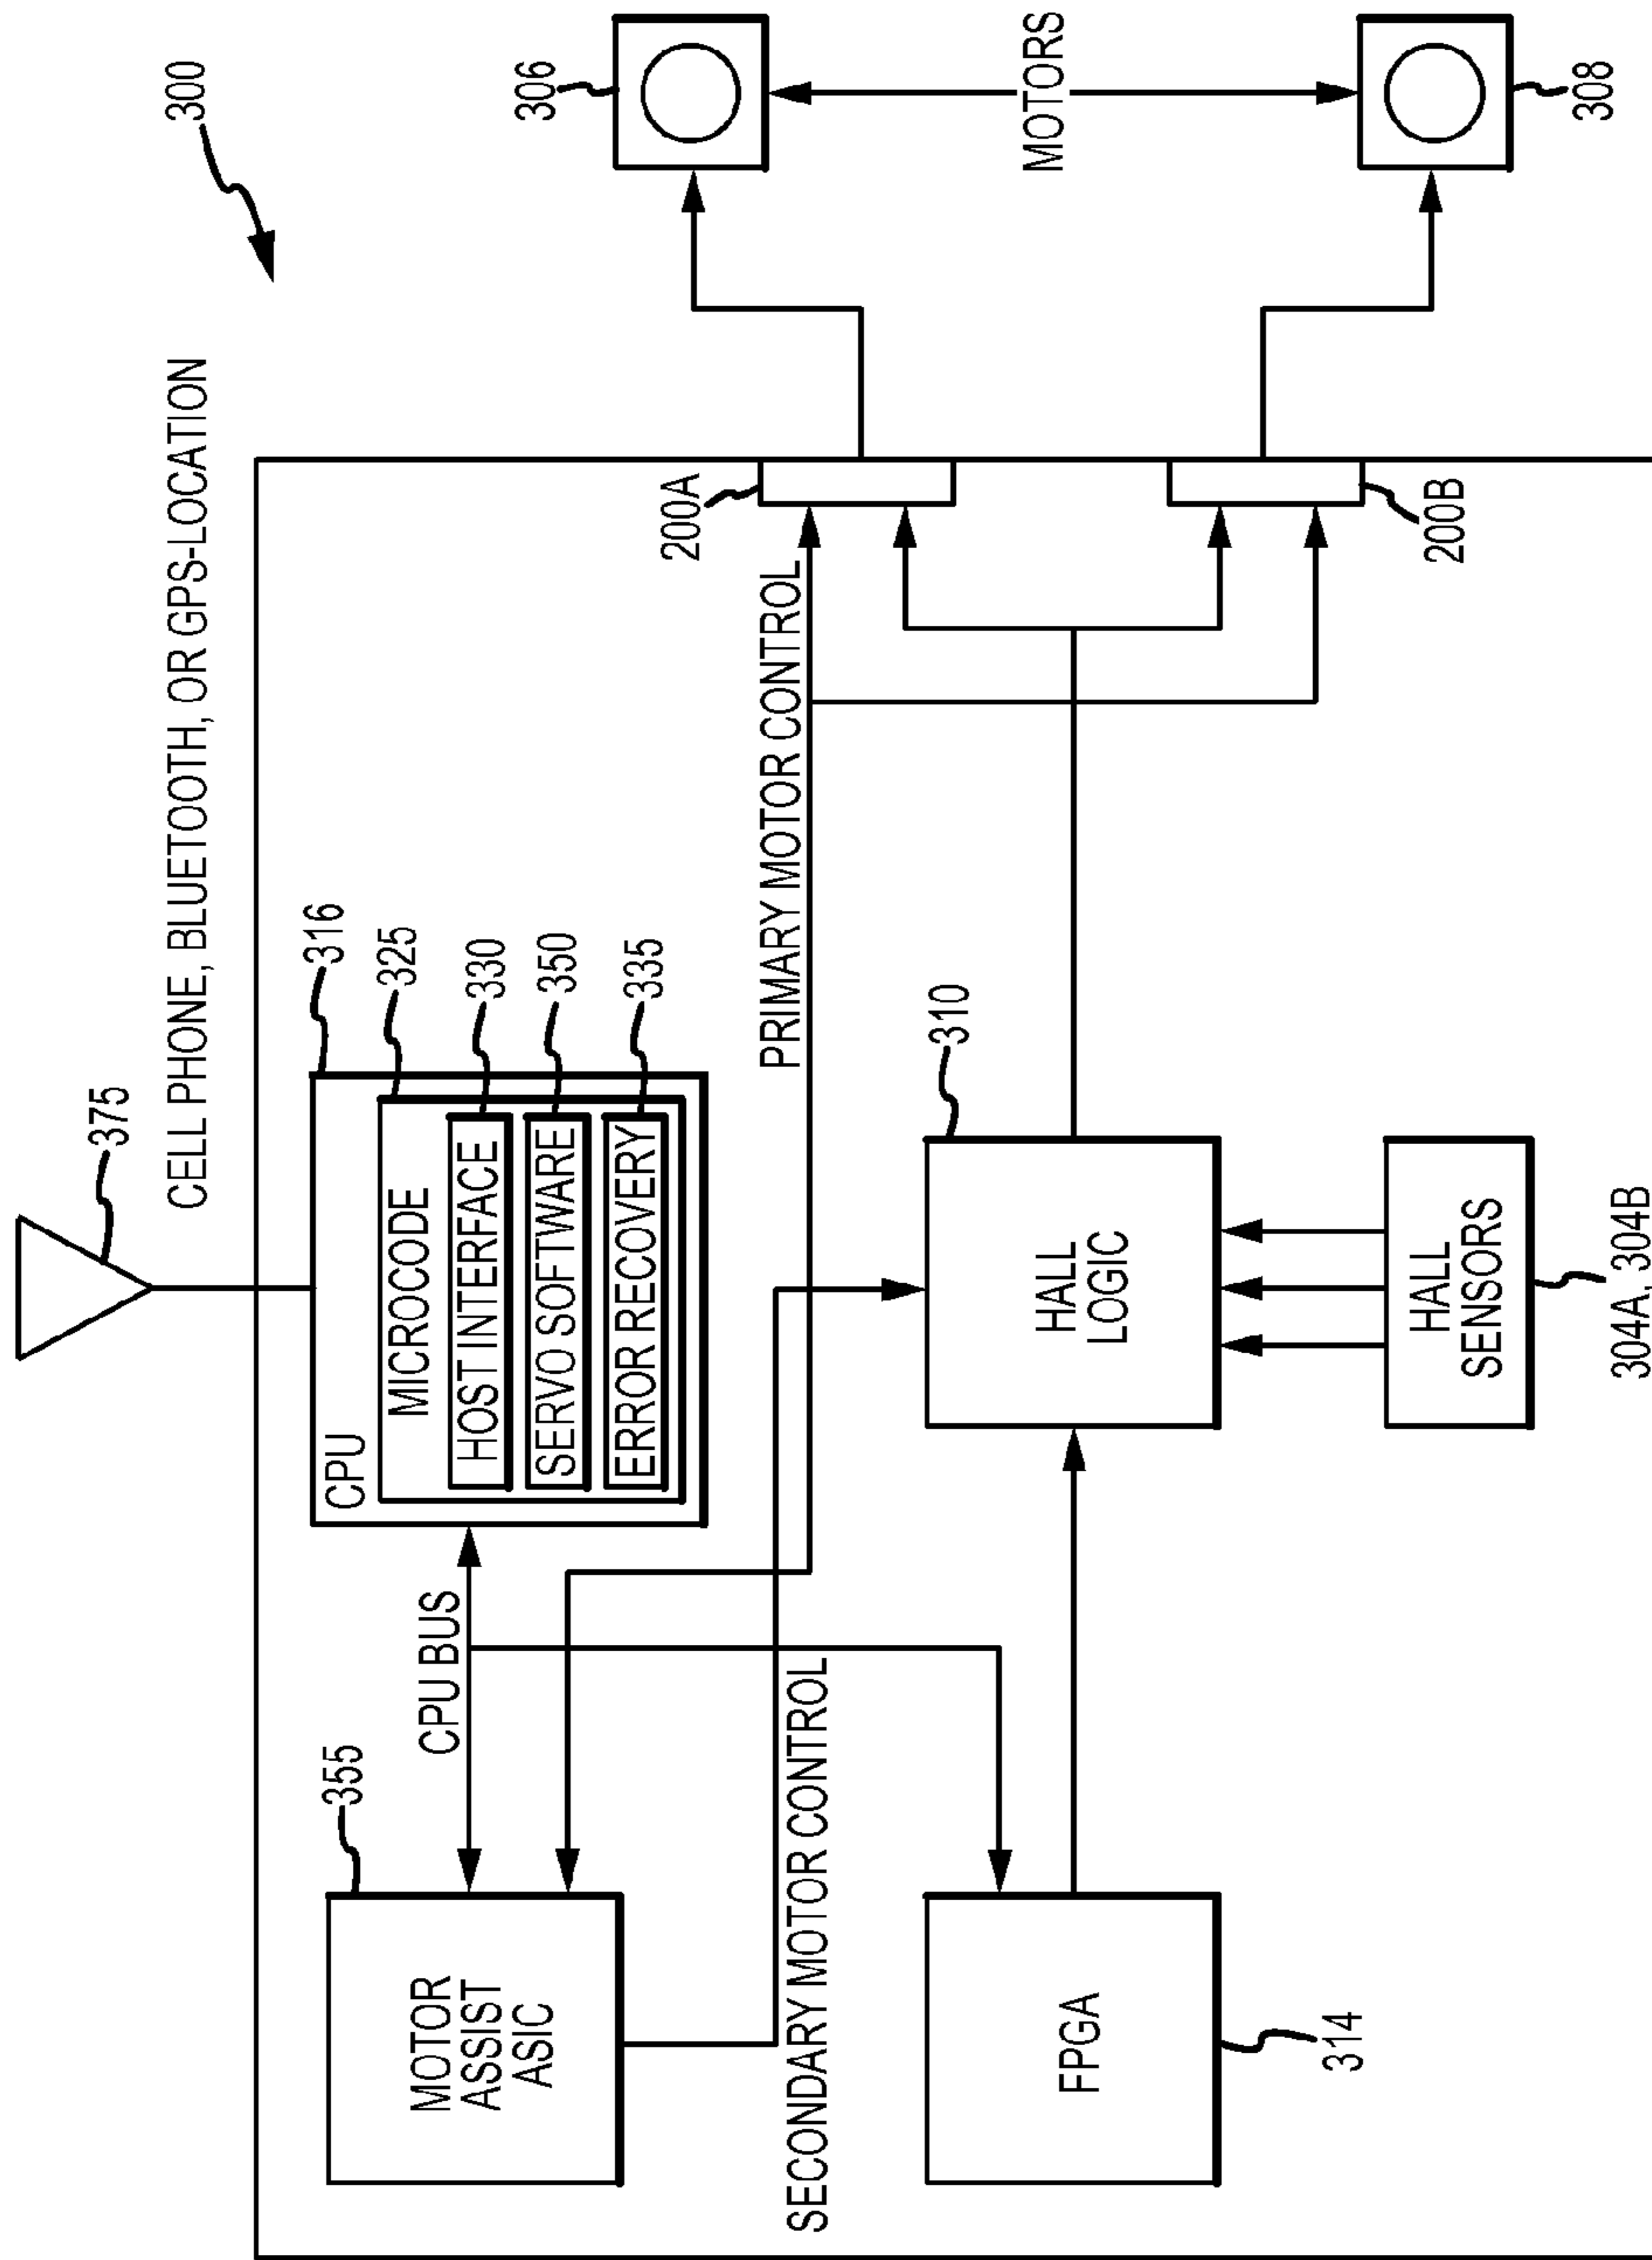 300
375
CELL PHONE, BLUETOOTH, OR GPS-LOCATION
316
325
330
350
335
CPU
MICROCODE
HOST INTERFACE
SERVO SOFTWARE
ERROR RECOVERY
355
MOTOR
ASSIST
ASIC
CPU BUS
PRIMARY MOTOR CONTROL
SECONDARY MOTOR CONTROL
200A
200B
306
MOTORS
308
310
HALL
LOGIC
FPGA
314
HALL
SENSORS
304A, 304B